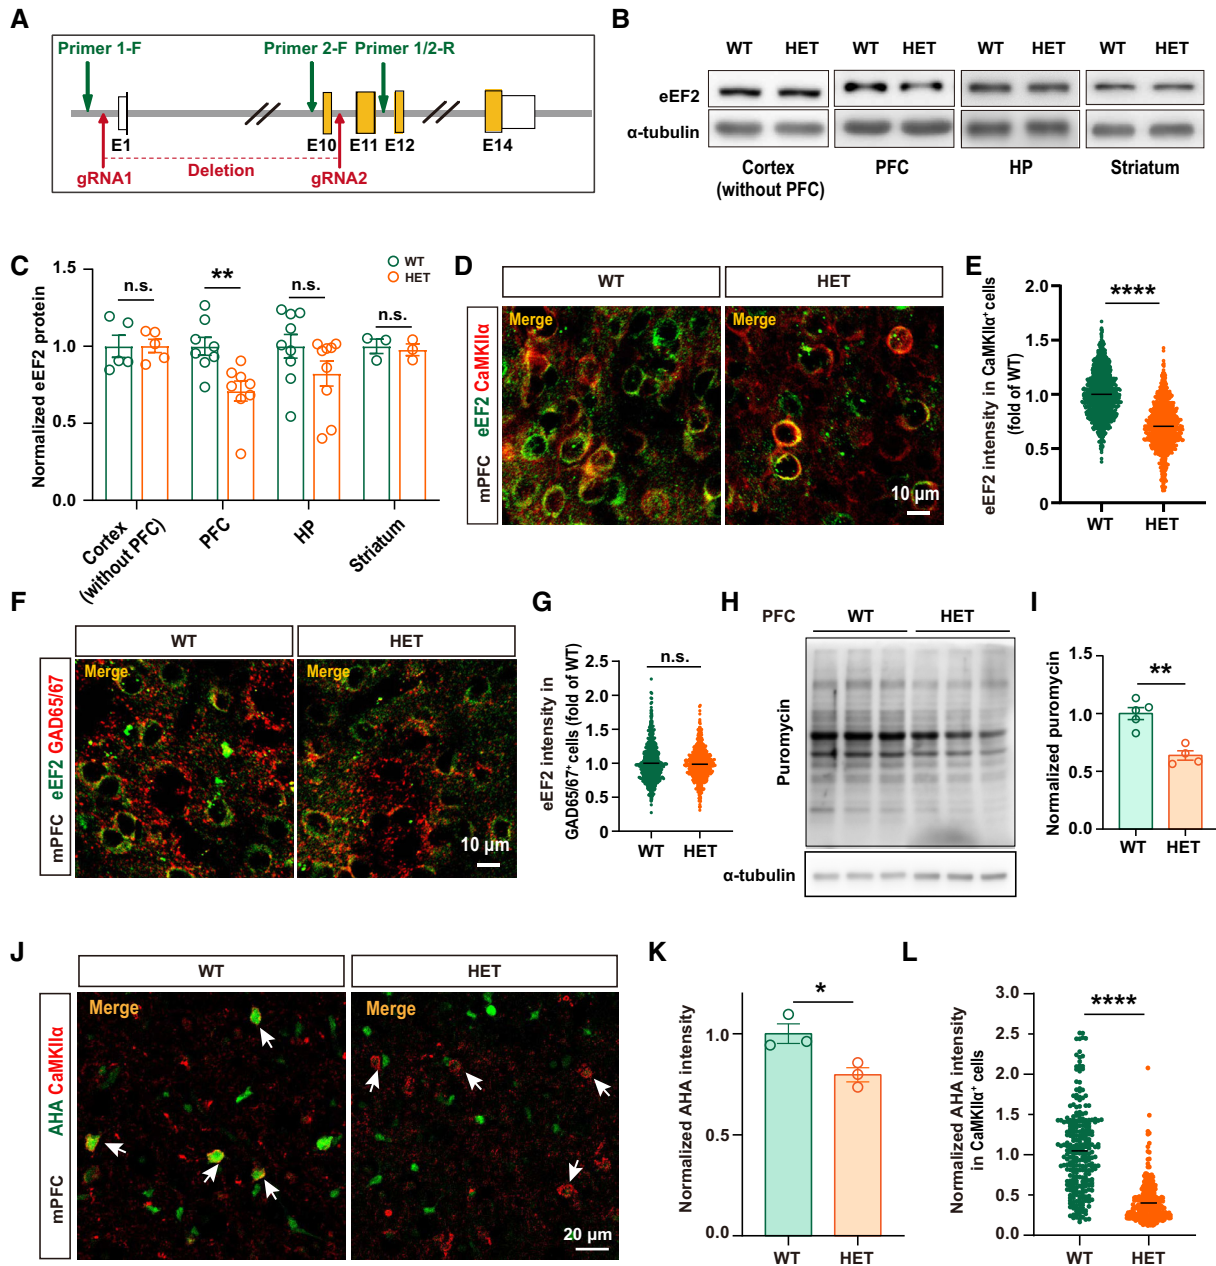 A
Primer 1-F
Primer 2-F
Primer 1/2-R
E1
E10
E11
E12
E14
Deletion
gRNA1
gRNA2
B
WT HET WT HET WT HET WT HET
eEF2
α-tubulin
Cortex
(without PFC)
PFC
HP
Striatum
C
Normalized eEF2 protein
1.5
1.0
0.5
0.0
n.s.
**
n.s.
n.s.
WT
HET
Cortex
(without PFC)
PFC
HP
Striatum
D
WT
HET
mPFC eEF2 CaMKIIα
Merge
Merge
10 µm
E
eEF2 intensity in CaMKIIα⁺ cells
(fold of WT)
2.0
1.5
1.0
0.5
0
****
WT
HET
F
WT
HET
mPFC eEF2 GAD65/67
Merge
Merge
10 µm
G
eEF2 intensity in
GAD65/67⁺ cells (fold of WT)
2.5
2.0
1.5
1.0
0.5
0
n.s.
WT
HET
H
PFC
WT
HET
Puromycin
α-tubulin
I
Normalized puromycin
1.5
1.0
0.5
0.0
**
WT
HET
J
WT
HET
mPFC AHA CaMKIIα
Merge
Merge
20 µm
K
Normalized AHA intensity
1.0
0.5
0.0
*
WT
HET
L
Normalized AHA intensity
in CaMKIIα⁺ cells
3.0
2.5
2.0
1.5
1.0
0.5
0.0
****
WT
HET